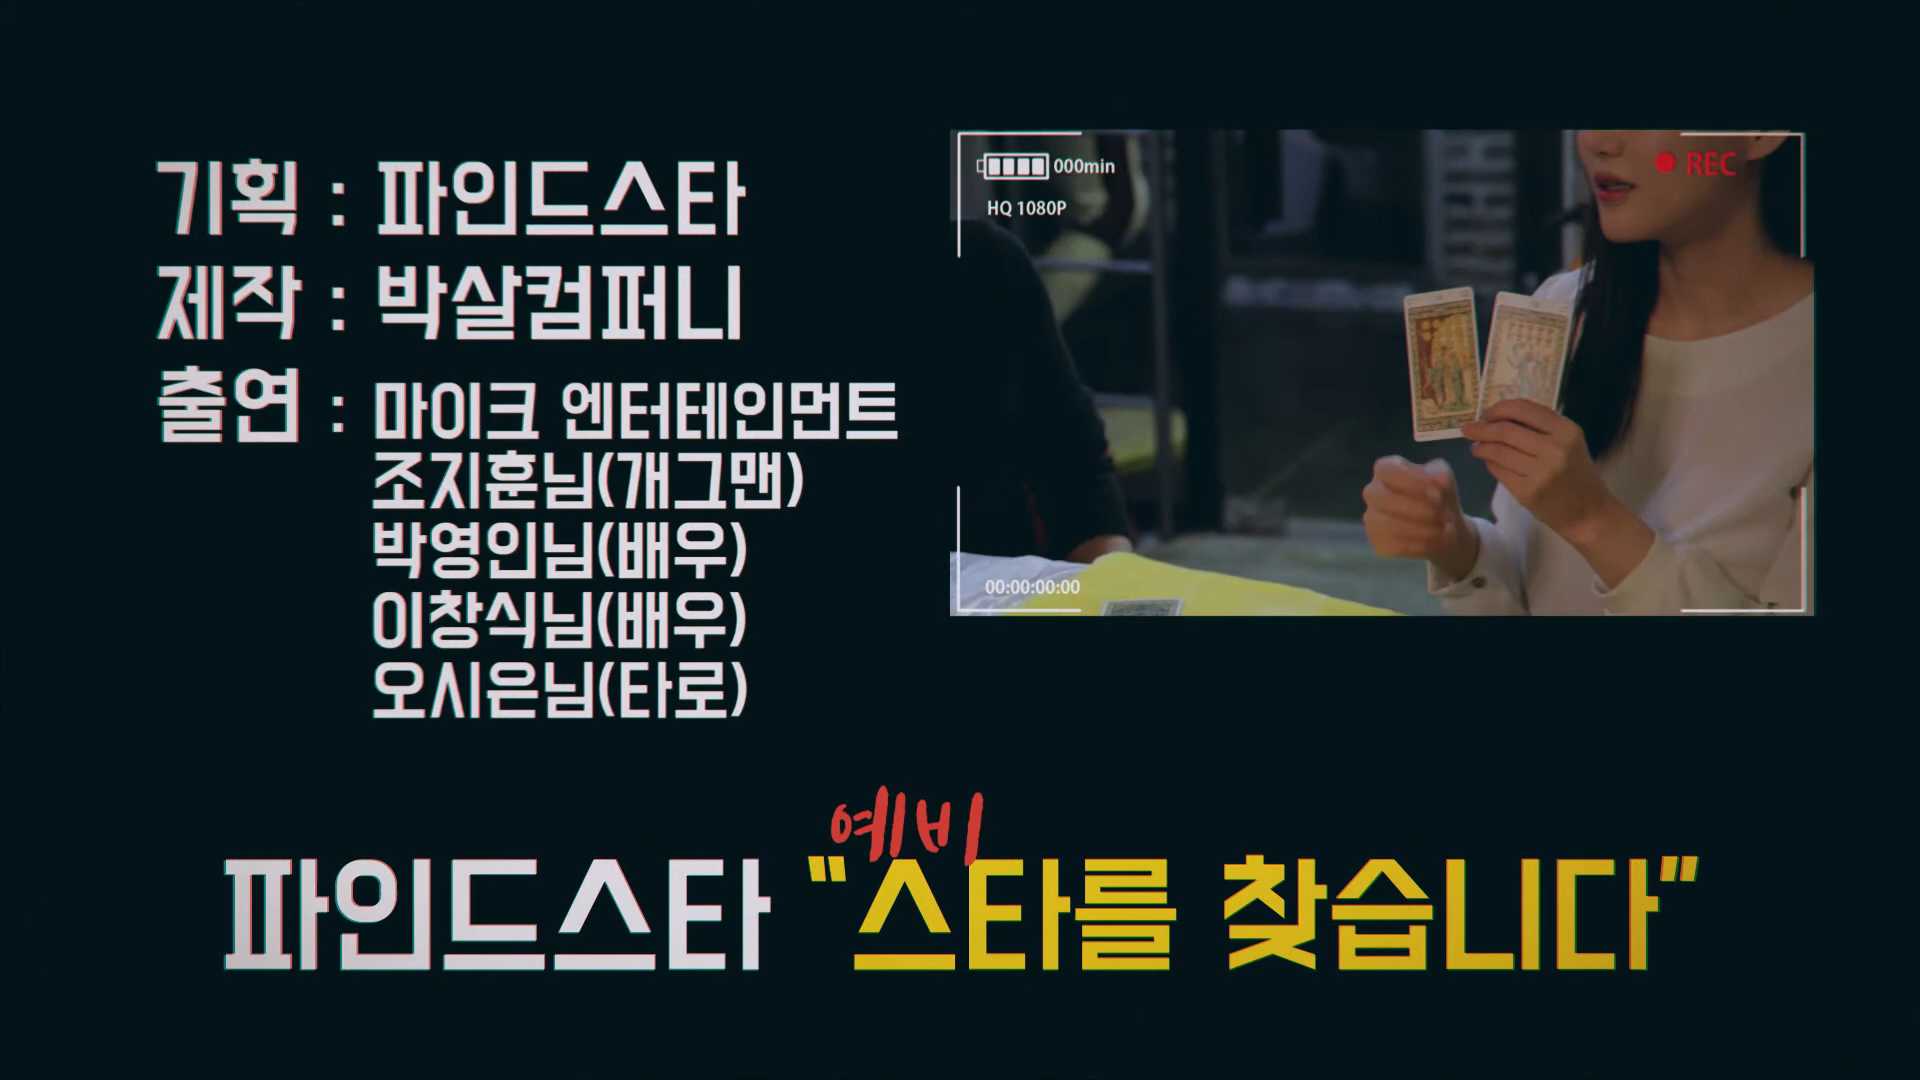 기획 : 파인드스타
제작 : 박살컴퍼니
출연 : 마이크 엔터테인먼트
조지훈님(개그맨)
박영인님(배우)
이창식님(배우)
오시은님(타로)
000min
REC
HQ 1080P
00:00:00:00
예비
파인드스타 "스타를 찾습니다"